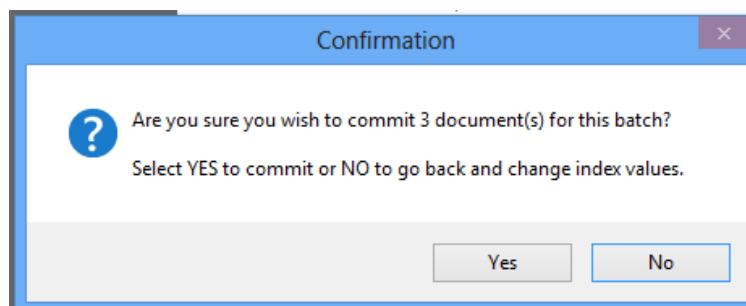 Confirmation
Are you sure you wish to commit 3 document(s) for this batch?
Select YES to commit or NO to go back and change index values.
Yes
No